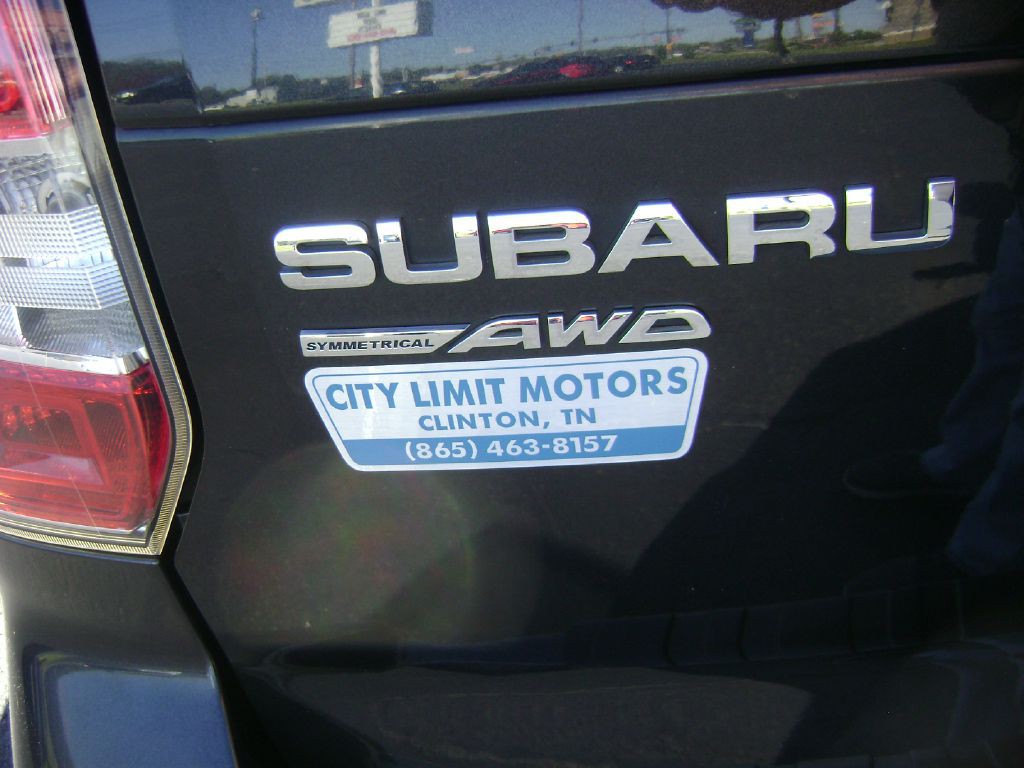 SUBARU
SYMMETRICAL AWD
CITY LIMIT MOTORS
CLINTON, TN
(865) 463-8157